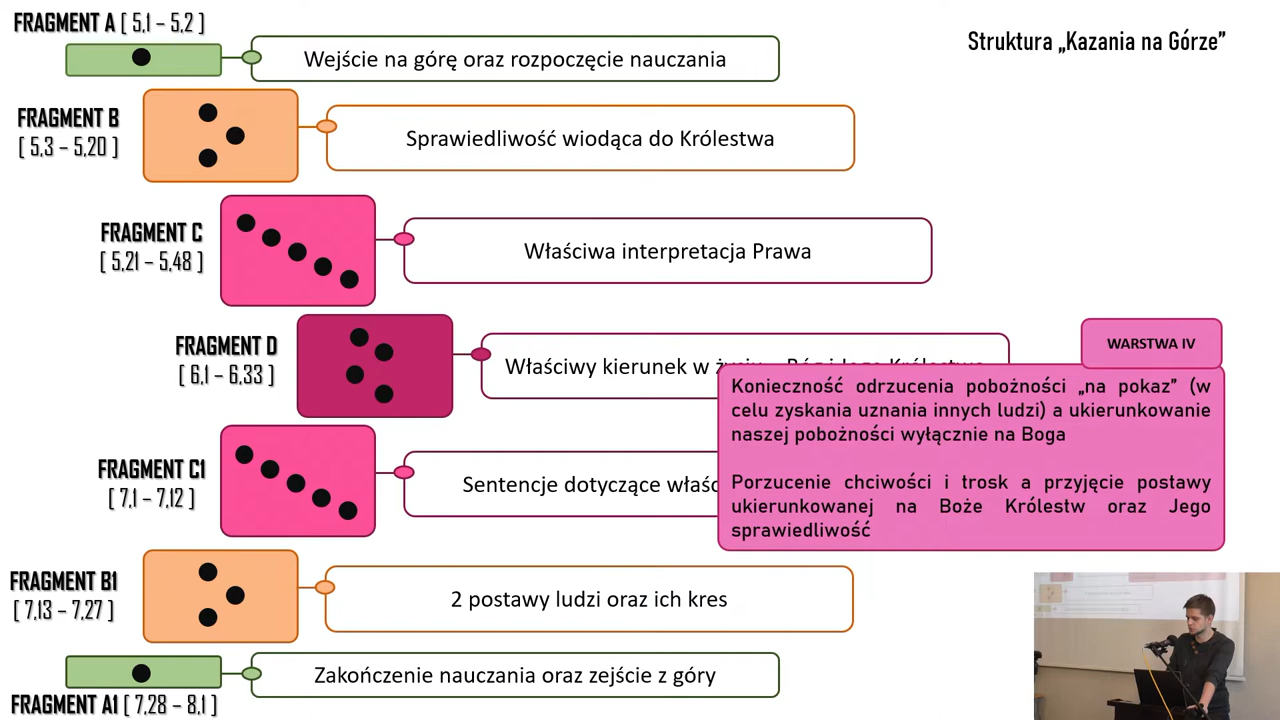 FRAGMENT A [ 5,1 – 5,2 ]
Struktura „Kazania na Górze”
Wejście na górę oraz rozpoczęcie nauczania
FRAGMENT B
[ 5,3 – 5,20 ]
Sprawiedliwość wiodąca do Królestwa
FRAGMENT C
[ 5,21 – 5,48 ]
Właściwa interpretacja Prawa
FRAGMENT D
[ 6,1 – 6,33 ]
Właściwy kierunek w
WARSTWA IV
Konieczność odrzucenia pobożności „na pokaz” (w
celu zyskania uznania innych ludzi) a ukierunkowanie
naszej pobożności wyłącznie na Boga
Porzucenie chciwości i trosk a przyjęcie postawy
ukierunkowanej na Boże Królestw oraz Jego
sprawiedliwość
FRAGMENT C1
[ 7,1 – 7,12 ]
Sentencje dotyczące
FRAGMENT B1
[ 7,13 – 7,27 ]
2 postawy ludzi oraz ich kres
Zakończenie nauczania oraz zejście z góry
FRAGMENT A1 [ 7,28 – 8,1 ]